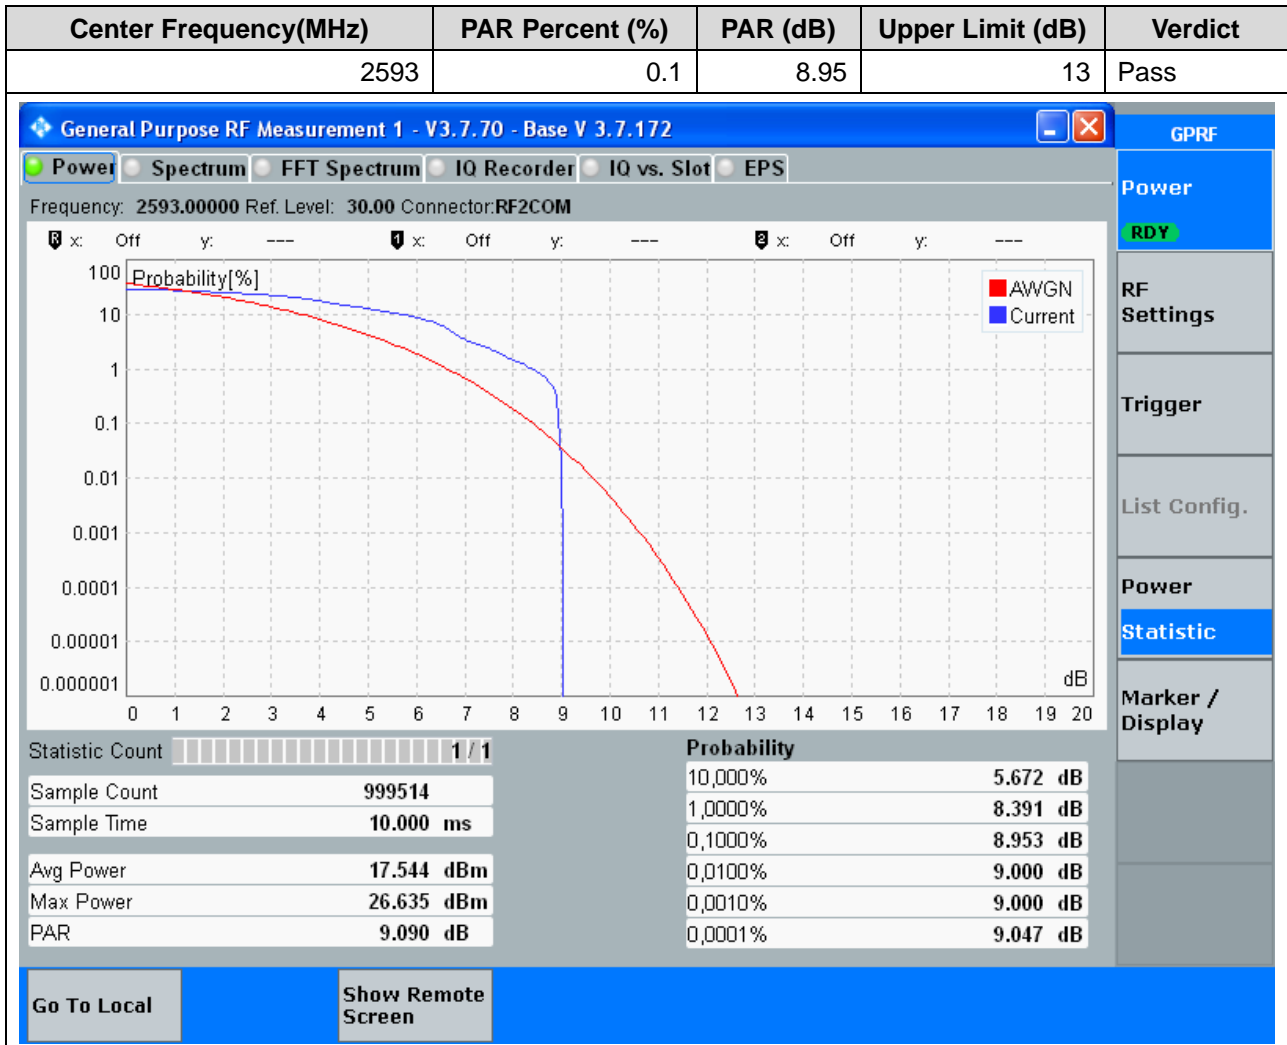 Center Frequency(MHz) PAR Percent (%) PAR (dB) Upper Limit (dB) Verdict
2593 0.1 8.95 13 Pass
General Purpose RF Measurement 1 - V3.7.70 - Base V 3.7.172
GPRF
Power Spectrum FFT Spectrum IQ Recorder IQ vs. Slot EPS
Power
RDY
Frequency: 2593.00000 Ref. Level: 30.00 Connector:RF2COM
R x: Off y: --- 1 x: Off y: --- 2 x: Off y: ---
Probability[%]
AWGN
Current
100
10
1
0.1
0.01
0.001
0.0001
0.00001
0.000001
dB
0 1 2 3 4 5 6 7 8 9 10 11 12 13 14 15 16 17 18 19 20
RF
Settings
Trigger
List Config.
Power
Statistic
Marker /
Display
Statistic Count 1 / 1
Sample Count 999514
Sample Time 10.000 ms
Avg Power 17.544 dBm
Max Power 26.635 dBm
PAR 9.090 dB
Probability
10,000% 5.672 dB
1,0000% 8.391 dB
0,1000% 8.953 dB
0,0100% 9.000 dB
0,0010% 9.000 dB
0,0001% 9.047 dB
Go To Local
Show Remote
Screen